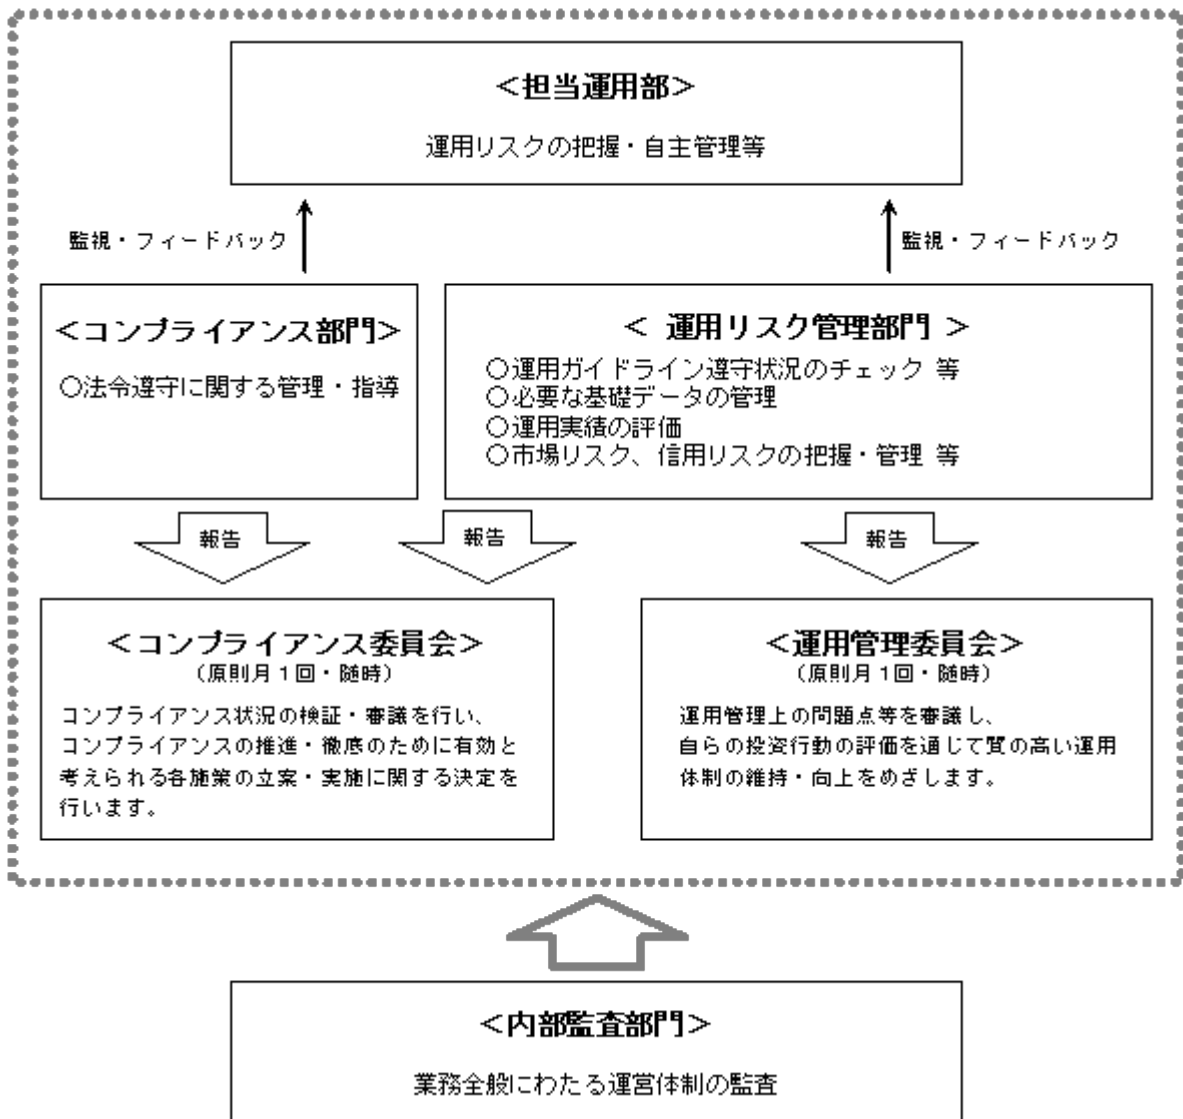 ＜担当運用部＞
運用リスクの把握・自主管理等
監視・フィードバック
監視・フィードバック
＜コンプライアンス部門＞
○法令遵守に関する管理・指導
＜ 運用リスク管理部門 ＞
○運用ガイドライン遵守状況のチェック 等
○必要な基礎データの管理
○運用実績の評価
○市場リスク、信用リスクの把握・管理 等
報告
報告
報告
＜コンプライアンス委員会＞
（原則月１回・随時）
コンプライアンス状況の検証・審議を行い、
コンプライアンスの推進・徹底のために有効と
考えられる各施策の立案・実施に関する決定を
行います。
＜運用管理委員会＞
（原則月１回・随時）
運用管理上の問題点等を審議し、
自らの投資行動の評価を通じて質の高い運用
体制の維持・向上をめざします。
＜内部監査部門＞
業務全般にわたる運営体制の監査